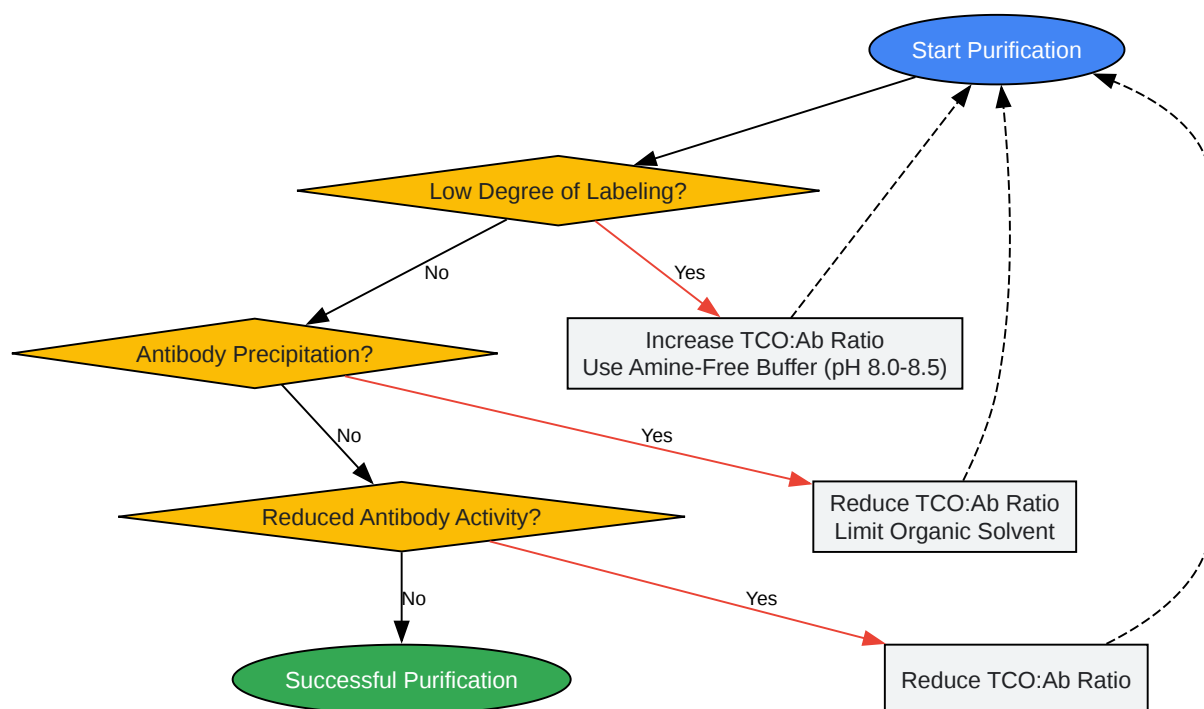 Start Purification
Low Degree of Labeling?
No
Yes
Increase TCO:Ab Ratio
Use Amine-Free Buffer (pH 8.0-8.5)
Antibody Precipitation?
No
Yes
Reduce TCO:Ab Ratio
Limit Organic Solvent
Reduced Antibody Activity?
No
Yes
Successful Purification
Reduce TCO:Ab Ratio